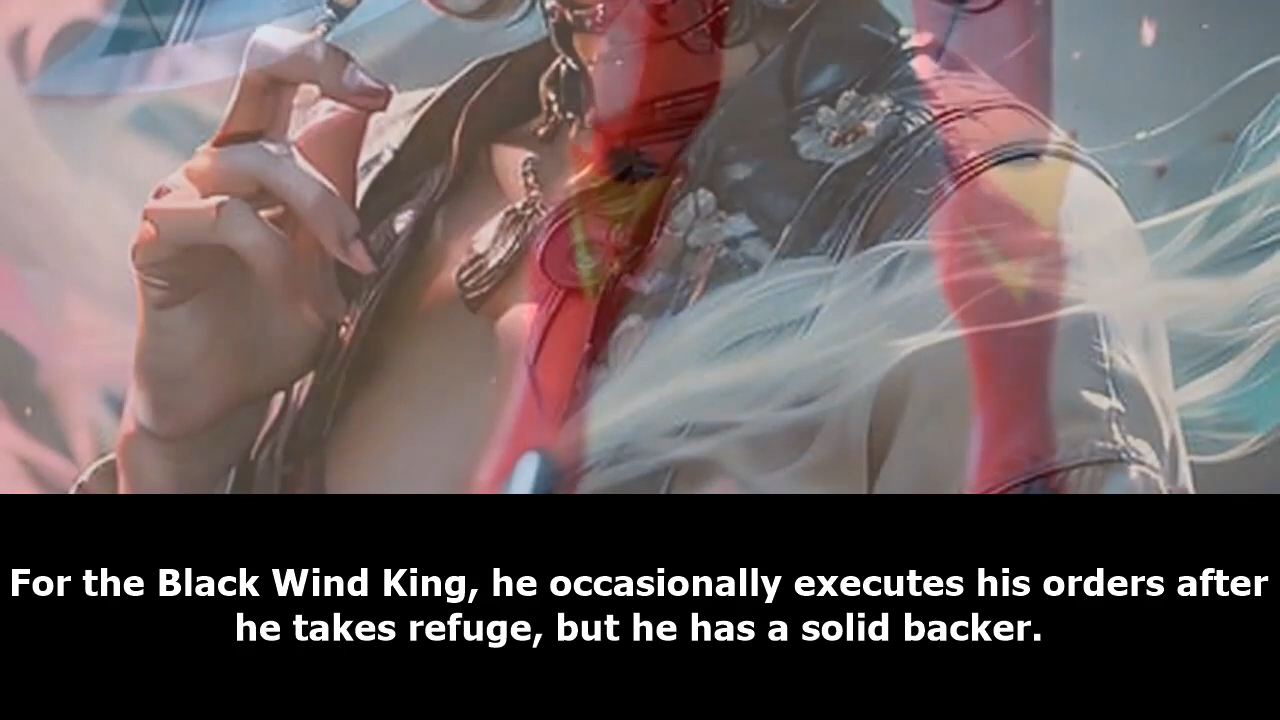 For the Black Wind King, he occasionally executes his orders after
he takes refuge, but he has a solid backer.